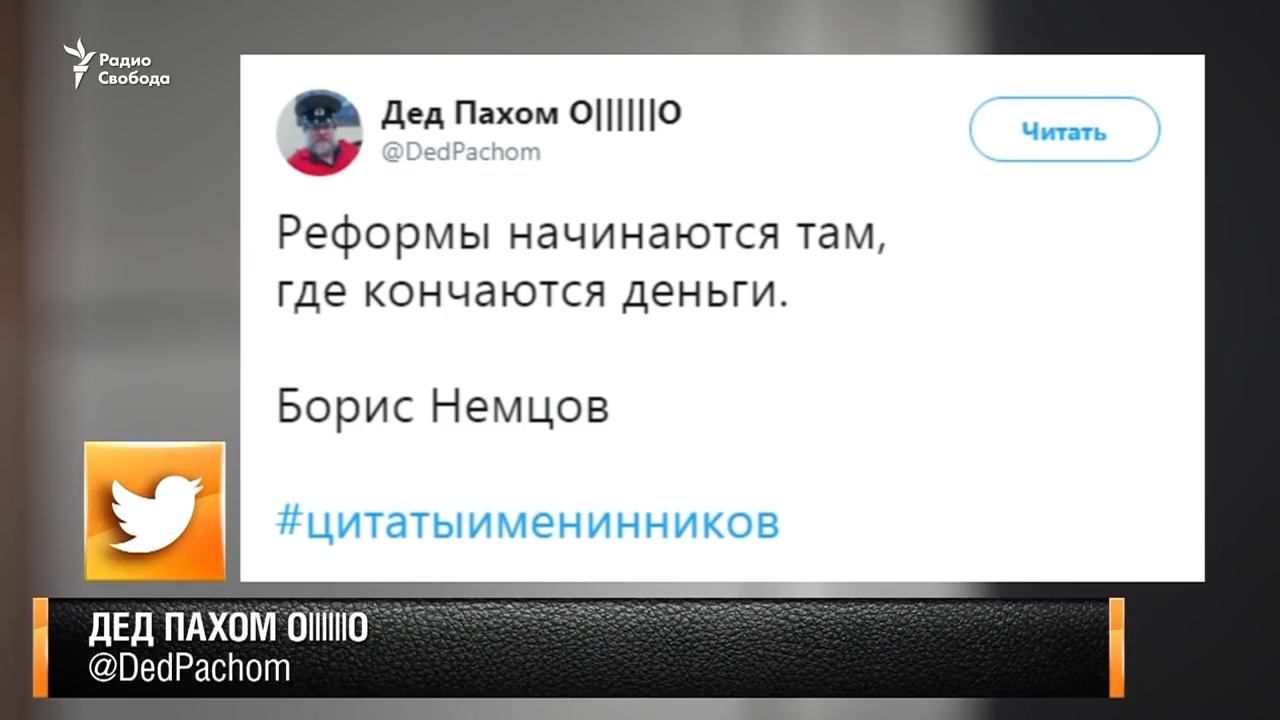 Радио
Свобода
Дед Пахом O||||||O
@DedPachom
Читать
Реформы начинаются там,
где кончаются деньги.
Борис Немцов
#цитатыименинников
ДЕД ПАХОМ O||||||O
@DedPachom